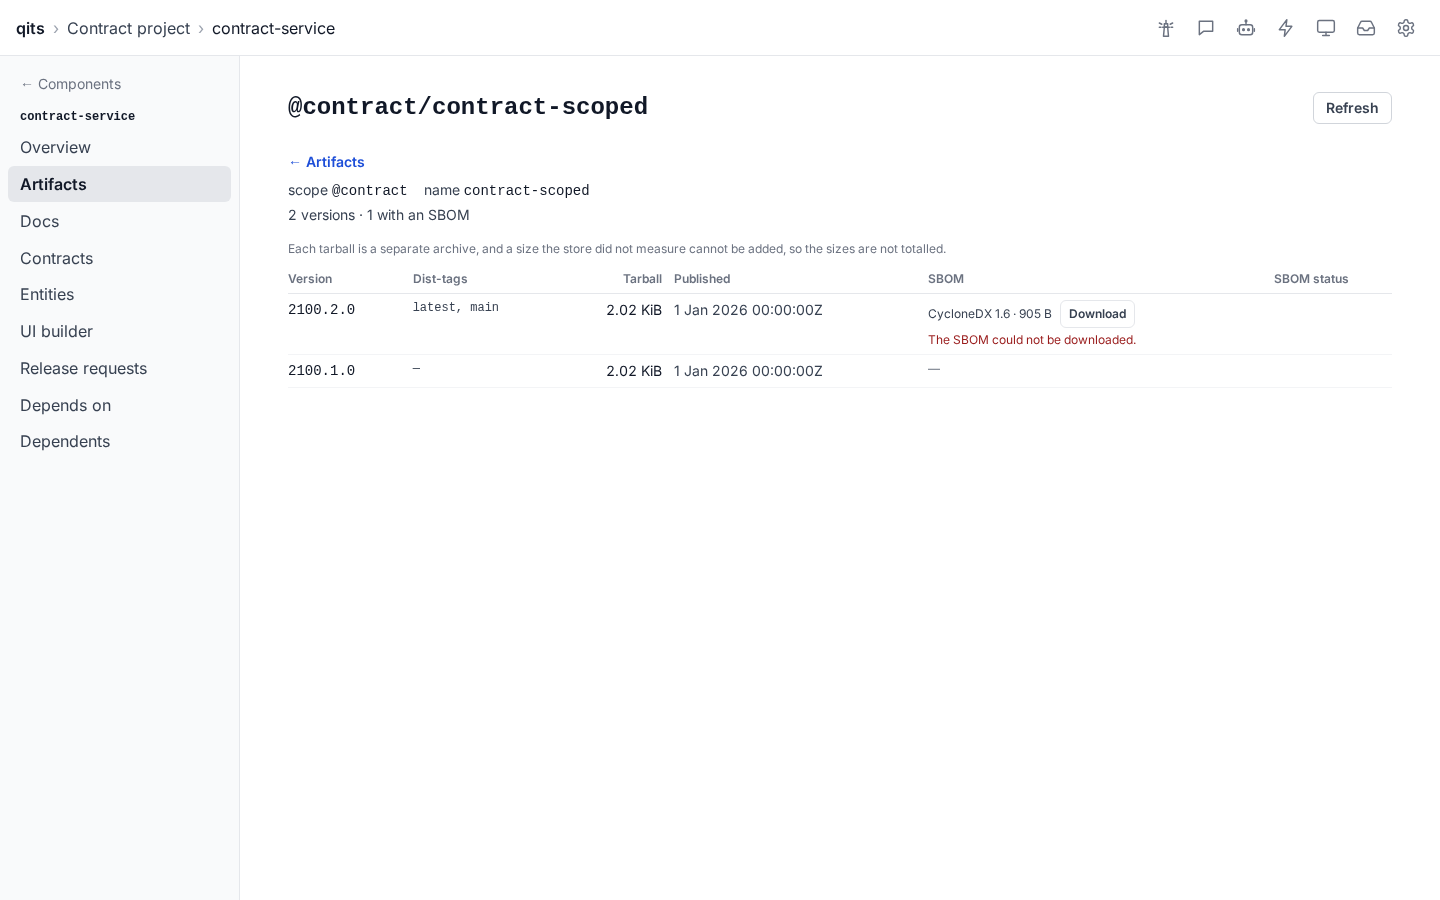 qits › Contract project › contract-service
← Components
contract-service
Overview
Artifacts
Docs
Contracts
Entities
UI builder
Release requests
Depends on
Dependents
@contract/contract-scoped
Refresh
← Artifacts
scope @contract name contract-scoped
2 versions · 1 with an SBOM
Each tarball is a separate archive, and a size the store did not measure cannot be added, so the sizes are not totalled.
Version Dist-tags Tarball Published SBOM SBOM status
2100.2.0 latest, main 2.02 KiB 1 Jan 2026 00:00:00Z CycloneDX 1.6 · 905 B Download
The SBOM could not be downloaded.
2100.1.0 — 2.02 KiB 1 Jan 2026 00:00:00Z —